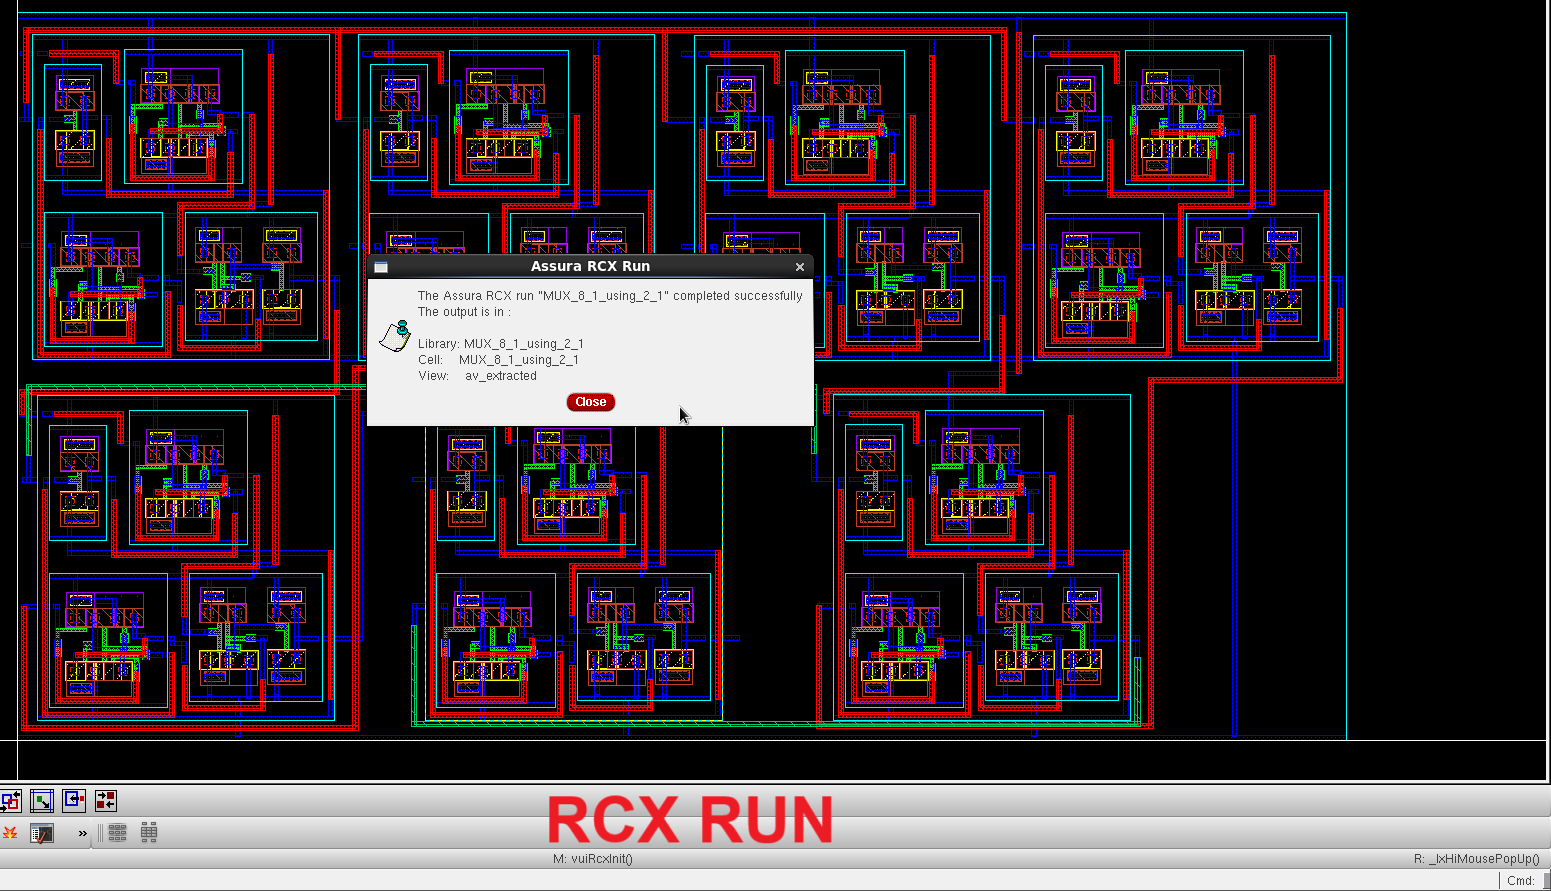 Assura RCX Run
The Assura RCX run "MUX_8_1_using_2_1" completed successfully
The output is in :
Library: MUX_8_1_using_2_1
Cell: MUX_8_1_using_2_1
View: av_extracted
Close
RCX RUN
»
M: vuiRcxInit()
R: _lxHiMousePopUp()
Cmd: